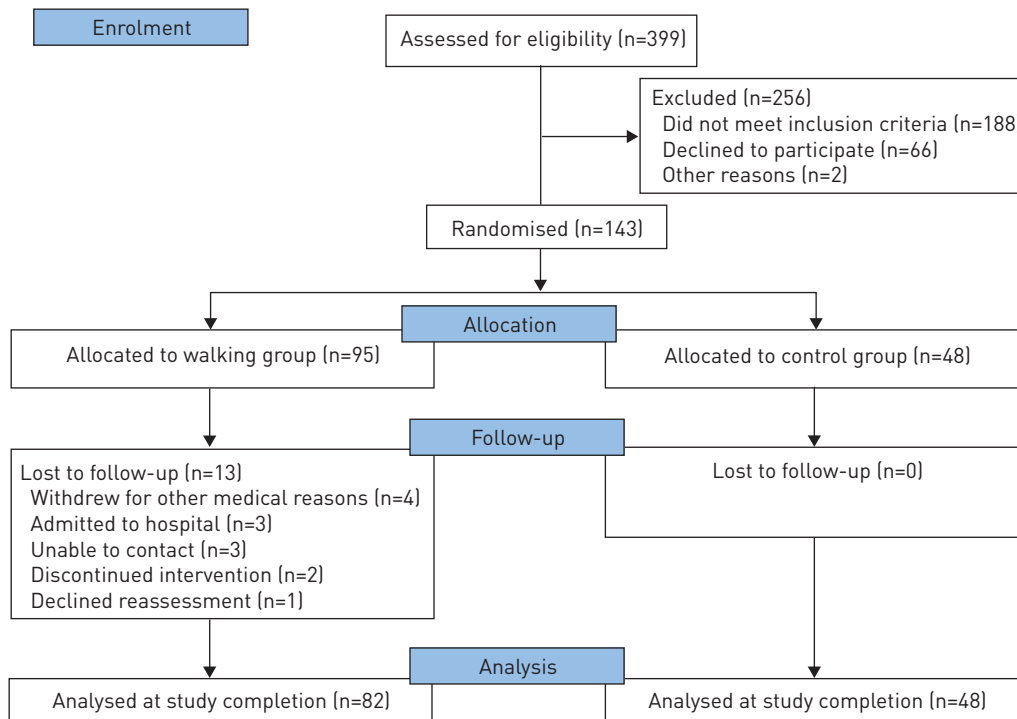 Enrolment
Assessed for eligibility (n=399)
Excluded (n=256)
Did not meet inclusion criteria (n=188
Declined to participate (n=66)
Other reasons (n=2)
Randomised (n=143)
Allocation
Allocated to walking group (n=95)
Allocated to control group (n=48)
Follow-up
Lost to follow-up (n=13)
Withdrew for other medical reasons (n=4)
Admitted to hospital (n=3)
Unable to contact (n=3)
Discontinued intervention (n=2)
Declined reassessment (n=1)
Lost to follow-up (n=0)
Analysis
Analysed at study completion (n=82)
Analysed at study completion (n=48)